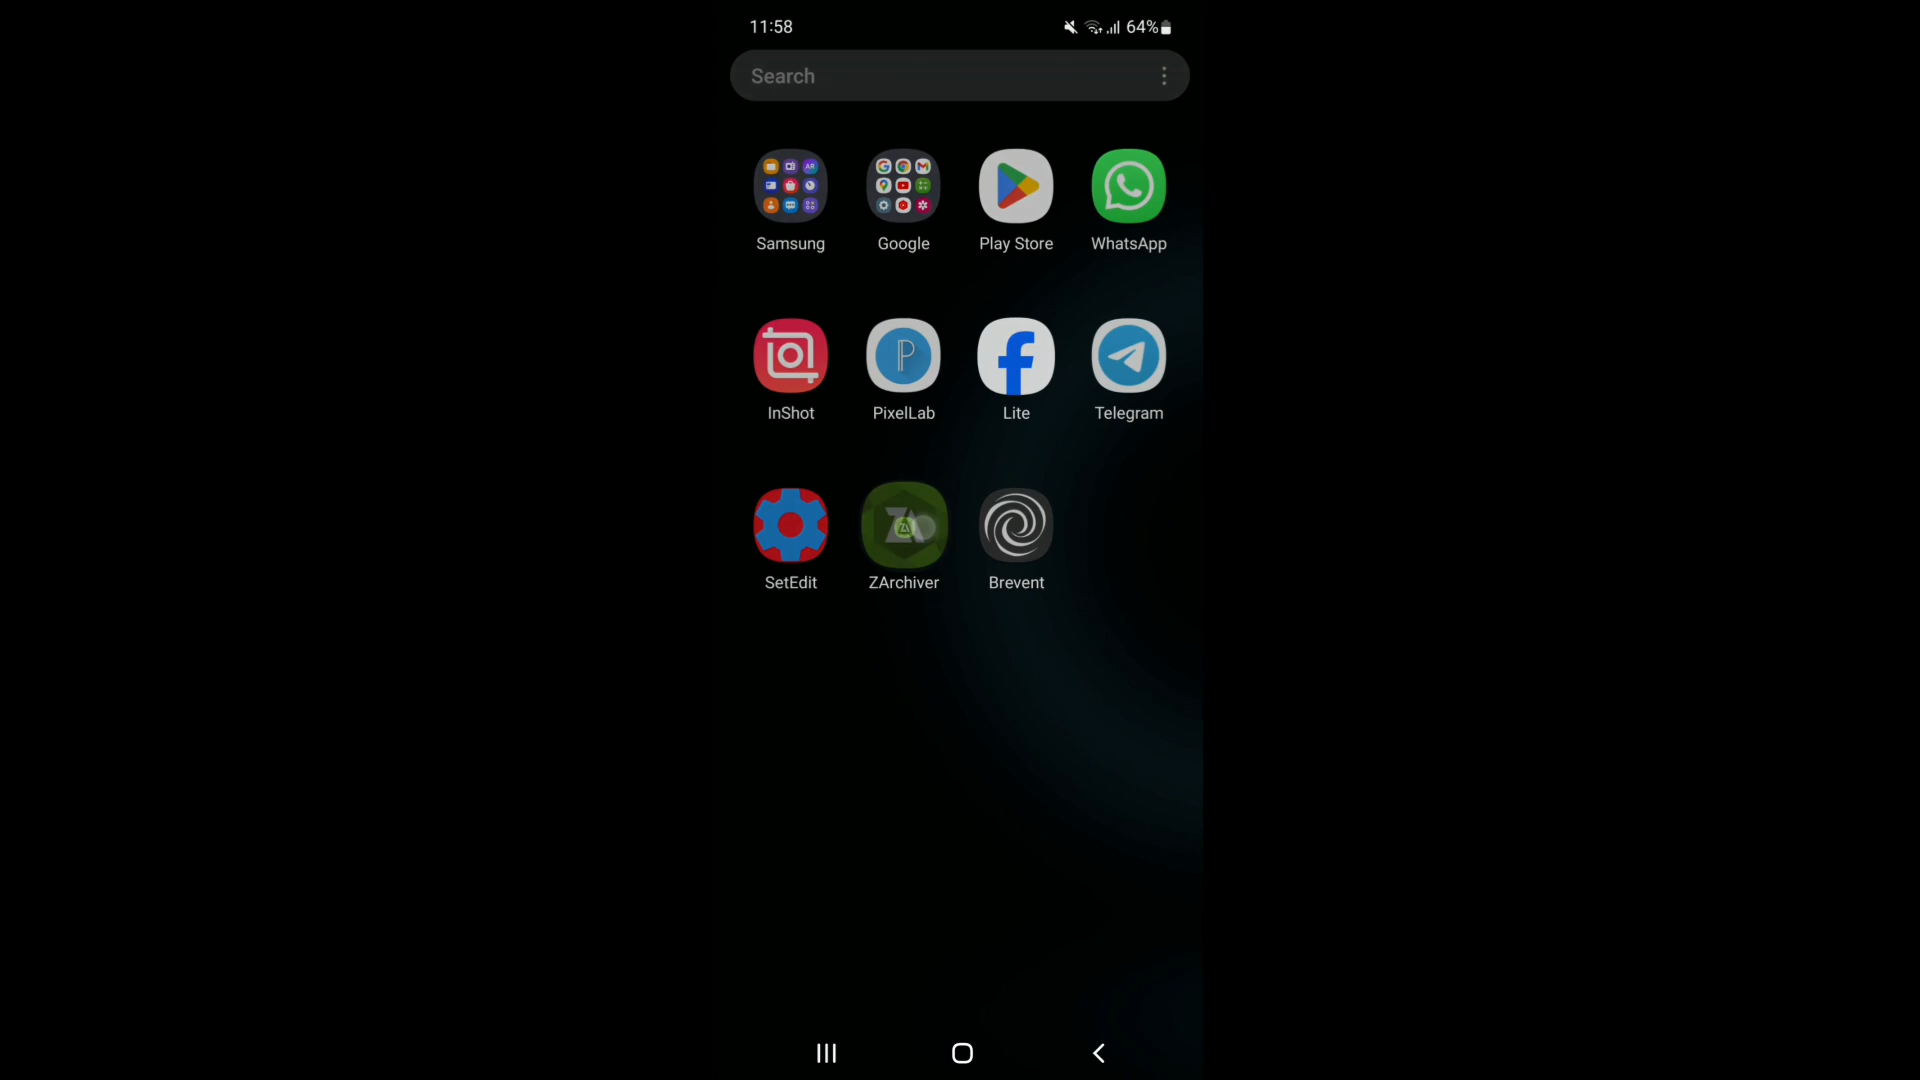 11:58 64%
Search
Samsung Google Play Store WhatsApp
InShot PixelLab Lite Telegram
SetEdit ZArchiver Brevent